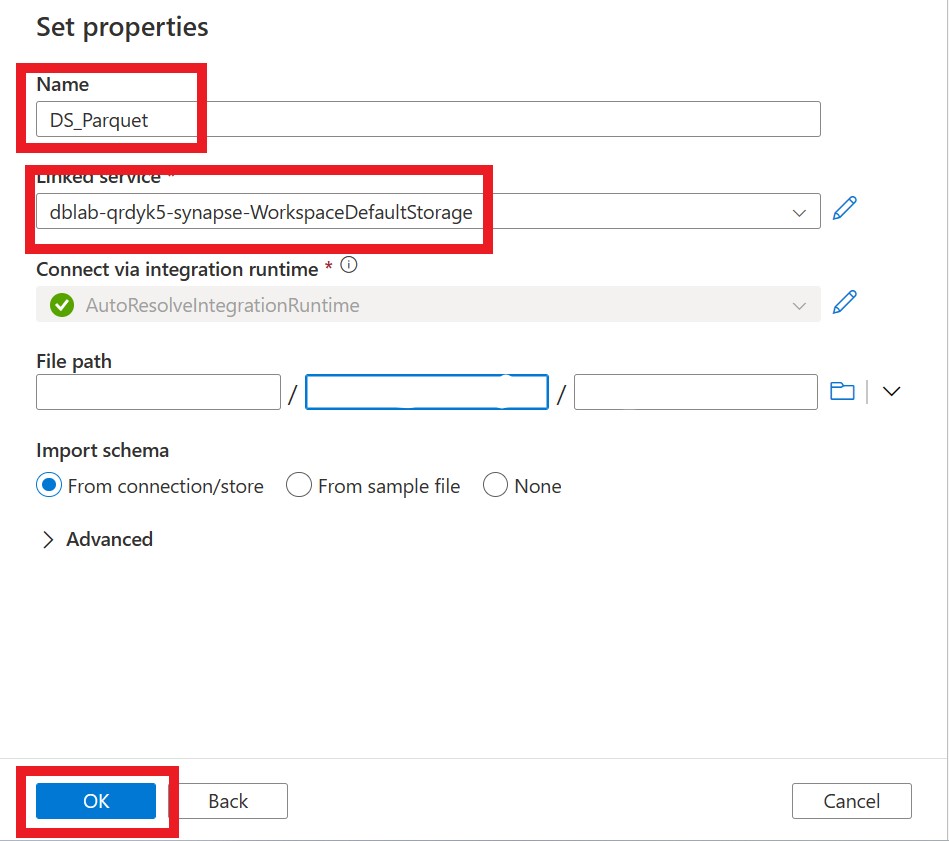 Set properties
Name
DS_Parquet
Linked service *
dblab-qrdyk5-synapse-WorkspaceDefaultStorage
Connect via integration runtime *
AutoResolveIntegrationRuntime
File path
/ /
Import schema
From connection/store From sample file None
Advanced
OK Back Cancel